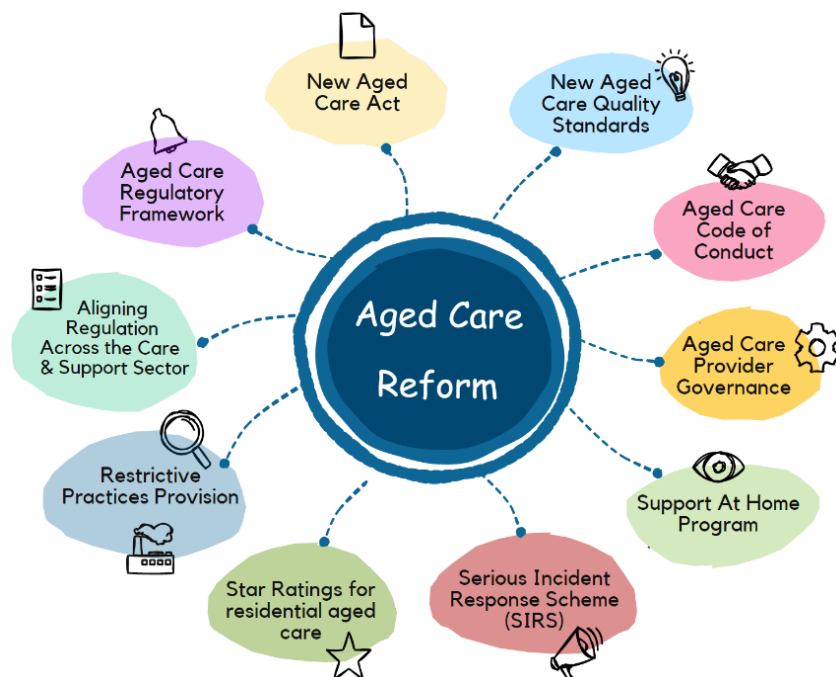 New Aged
Care Act
New Aged
Care Quality
Standards
Aged Care
Regulatory
Framework
Aged Care
Code of
Conduct
Aligning
Regulation
Across the Care
& Support Sector
Aged Care
Reform
Aged Care
Provider
Governance
Restrictive
Practices Provision
Support At Home
Program
Star Ratings for
residential aged
care
Serious Incident
Response Scheme
(SIRS)